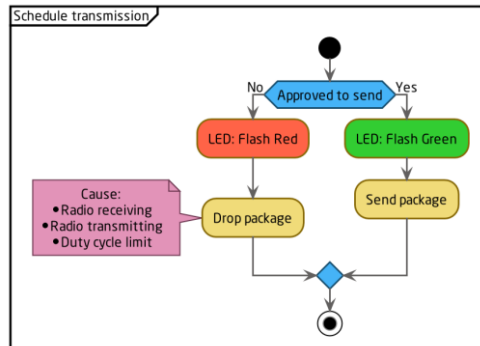 Schedule transmission
Approved to send
No
Yes
LED: Flash Red
LED: Flash Green
Cause:
•Radio receiving
•Radio transmitting
•Duty cycle limit
Drop package
Send package